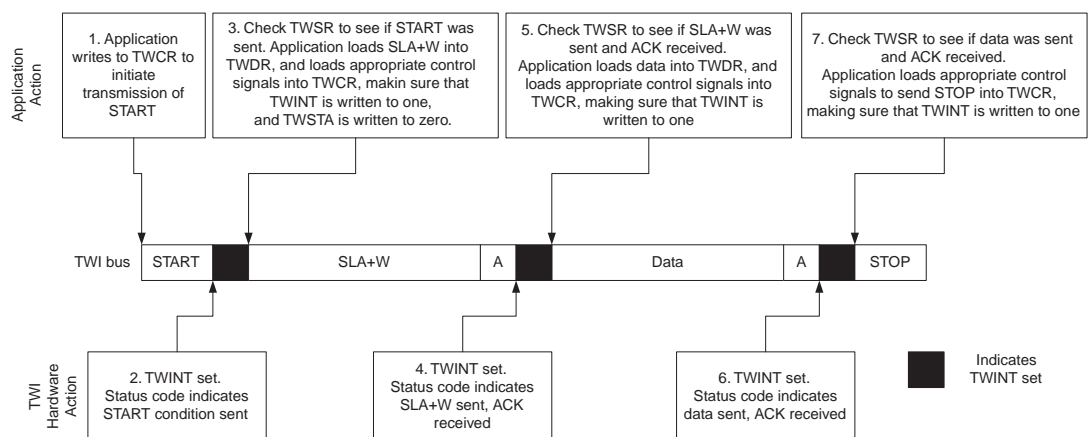 Application
Action
1. Application
writes to TWCR to
initiate
transmission of
START
3. Check TWSR to see if START was
sent. Application loads SLA+W into
TWDR, and loads appropriate control
signals into TWCR, makin sure that
TWINT is written to one,
and TWSTA is written to zero.
5. Check TWSR to see if SLA+W was
sent and ACK received.
Application loads data into TWDR, and
loads appropriate control signals into
TWCR, making sure that TWINT is
written to one
7. Check TWSR to see if data was sent
and ACK received.
Application loads appropriate control
signals to send STOP into TWCR,
making sure that TWINT is written to one
TWI bus
START
SLA+W
A
Data
A
STOP
TWI
Hardware
Action
2. TWINT set.
Status code indicates
START condition sent
4. TWINT set.
Status code indicates
SLA+W sent, ACK
received
6. TWINT set.
Status code indicates
data sent, ACK received
Indicates
TWINT set